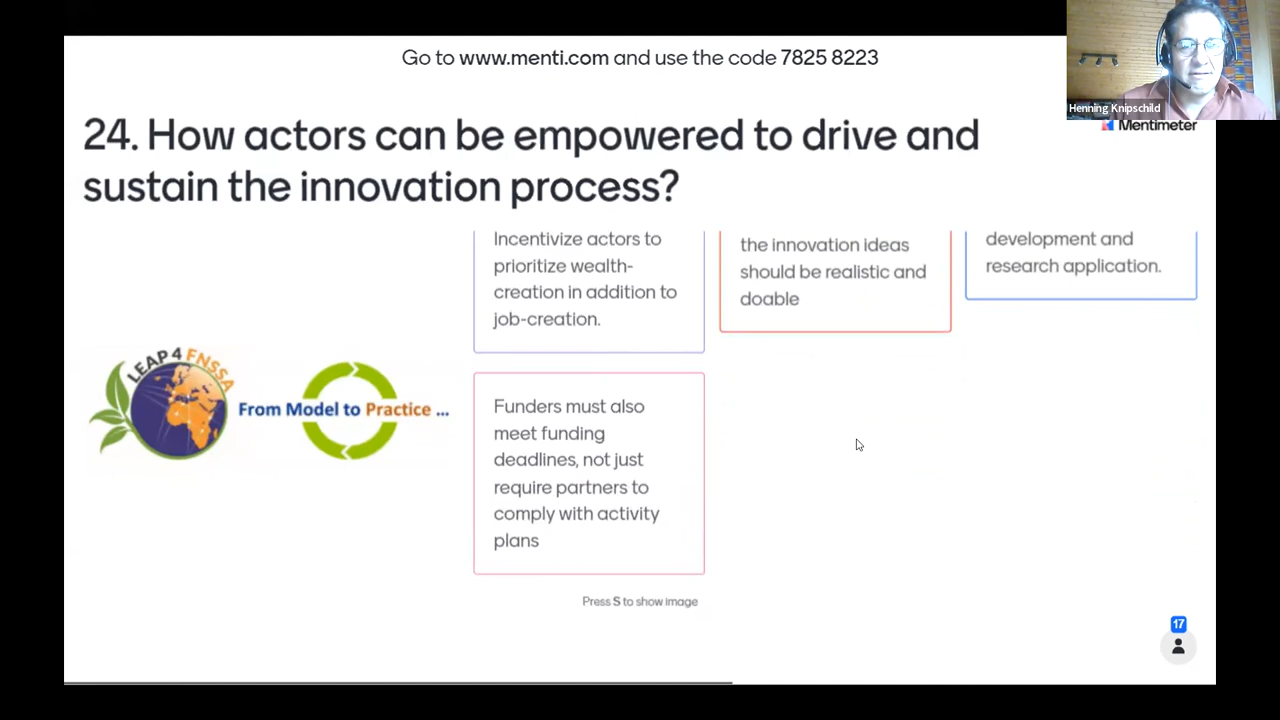 Go to www.menti.com and use the code 7825 8223
Henning Knipschild
Mentimeter
24. How actors can be empowered to drive and
sustain the innovation process?
Incentivize actors to
prioritize wealth-
creation in addition to
job-creation.
the innovation ideas
should be realistic and
doable
development and
research application.
LEAP4 FNSSA
From Model to Practice ...
Funders must also
meet funding
deadlines, not just
require partners to
comply with activity
plans
Press S to show image
17